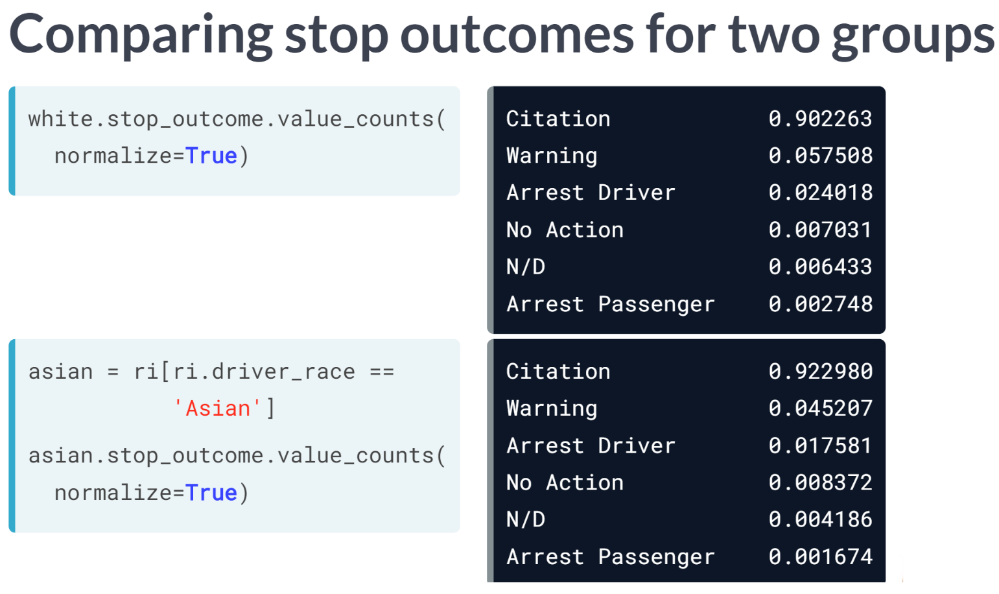 Comparing stop outcomes for two groups
white.stop_outcome.value_counts(
  normalize=True)
Citation            0.902263
Warning             0.057508
Arrest Driver       0.024018
No Action           0.007031
N/D                 0.006433
Arrest Passenger    0.002748
asian = ri[ri.driver_race ==
           'Asian']
asian.stop_outcome.value_counts(
  normalize=True)
Citation            0.922980
Warning             0.045207
Arrest Driver       0.017581
No Action           0.008372
N/D                 0.004186
Arrest Passenger    0.001674